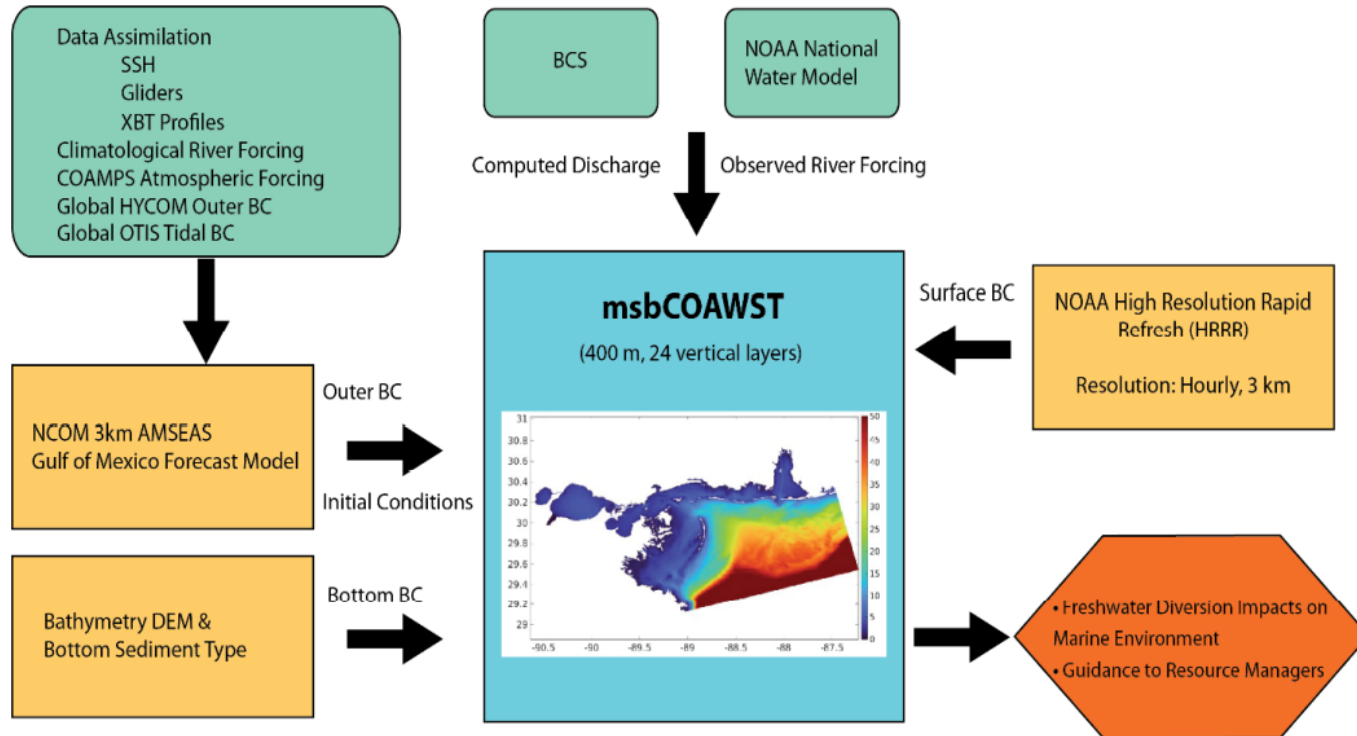 Data Assimilation
SSH
Gliders
XBT Profiles
Climatological River Forcing
COAMPS Atmospheric Forcing
Global HYCOM Outer BC
Global OTIS Tidal BC
BCS
NOAA National
Water Model
Computed Discharge
Observed River Forcing
NCOM 3km AMSEAS
Gulf of Mexico Forecast Model
Outer BC
Initial Conditions
Bathymetry DEM &
Bottom Sediment Type
Bottom BC
msbCOAWST
(400 m, 24 vertical layers)
31
30.8
30.6
30.4
30.2
30
29.8
29.6
29.4
29.2
29
-90.5
-90
-89.5
-89
-88.5
-88
-87.5
50
45
40
35
30
25
20
15
10
5
0
Surface BC
NOAA High Resolution Rapid
Refresh (HRRR)
Resolution: Hourly, 3 km
• Freshwater Diversion Impacts on
Marine Environment
• Guidance to Resource Managers